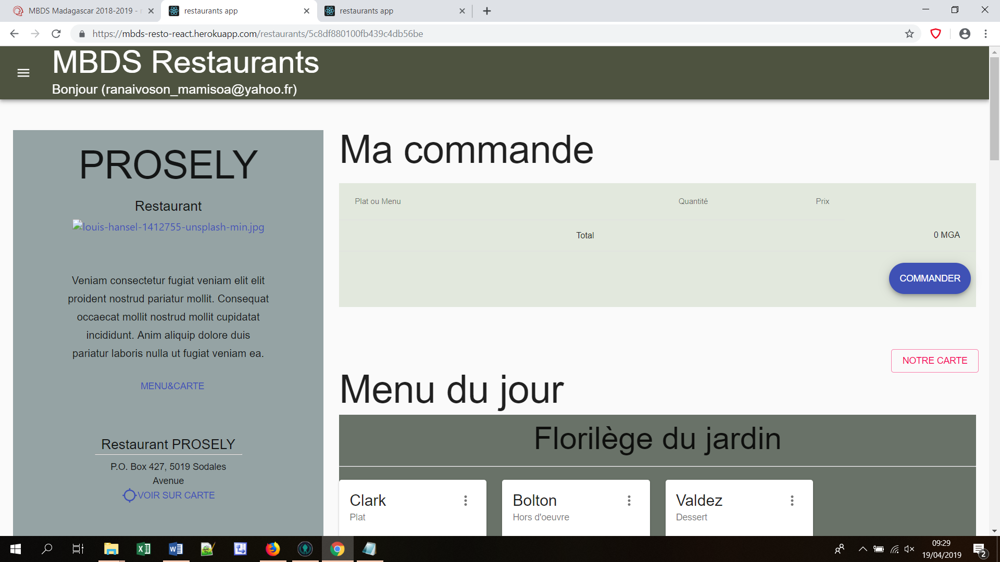 MBDS Madagascar 2018-2019 -
restaurants app
restaurants app
https://mbds-resto-react.herokuapp.com/restaurants/5c8df880100fb439c4db56be
MBDS Restaurants
Bonjour (ranaivoson_mamisoa@yahoo.fr)
PROSELY
Restaurant
louis-hansel-1412755-unsplash-min.jpg
Veniam consectetur fugiat veniam elit elit
proident nostrud pariatur mollit. Consequat
occaecat mollit nostrud mollit cupidatat
incididunt. Anim aliquip dolore duis
pariatur laboris nulla ut fugiat veniam ea.
MENU&CARTE
Restaurant PROSELY
P.O. Box 427, 5019 Sodales
Avenue
VOIR SUR CARTE
Ma commande
Plat ou Menu Quantité Prix
Total 0 MGA
COMMANDER
NOTRE CARTE
Menu du jour
Florilège du jardin
Clark
Plat
Bolton
Hors d'oeuvre
Valdez
Dessert
09:29
19/04/2019
2